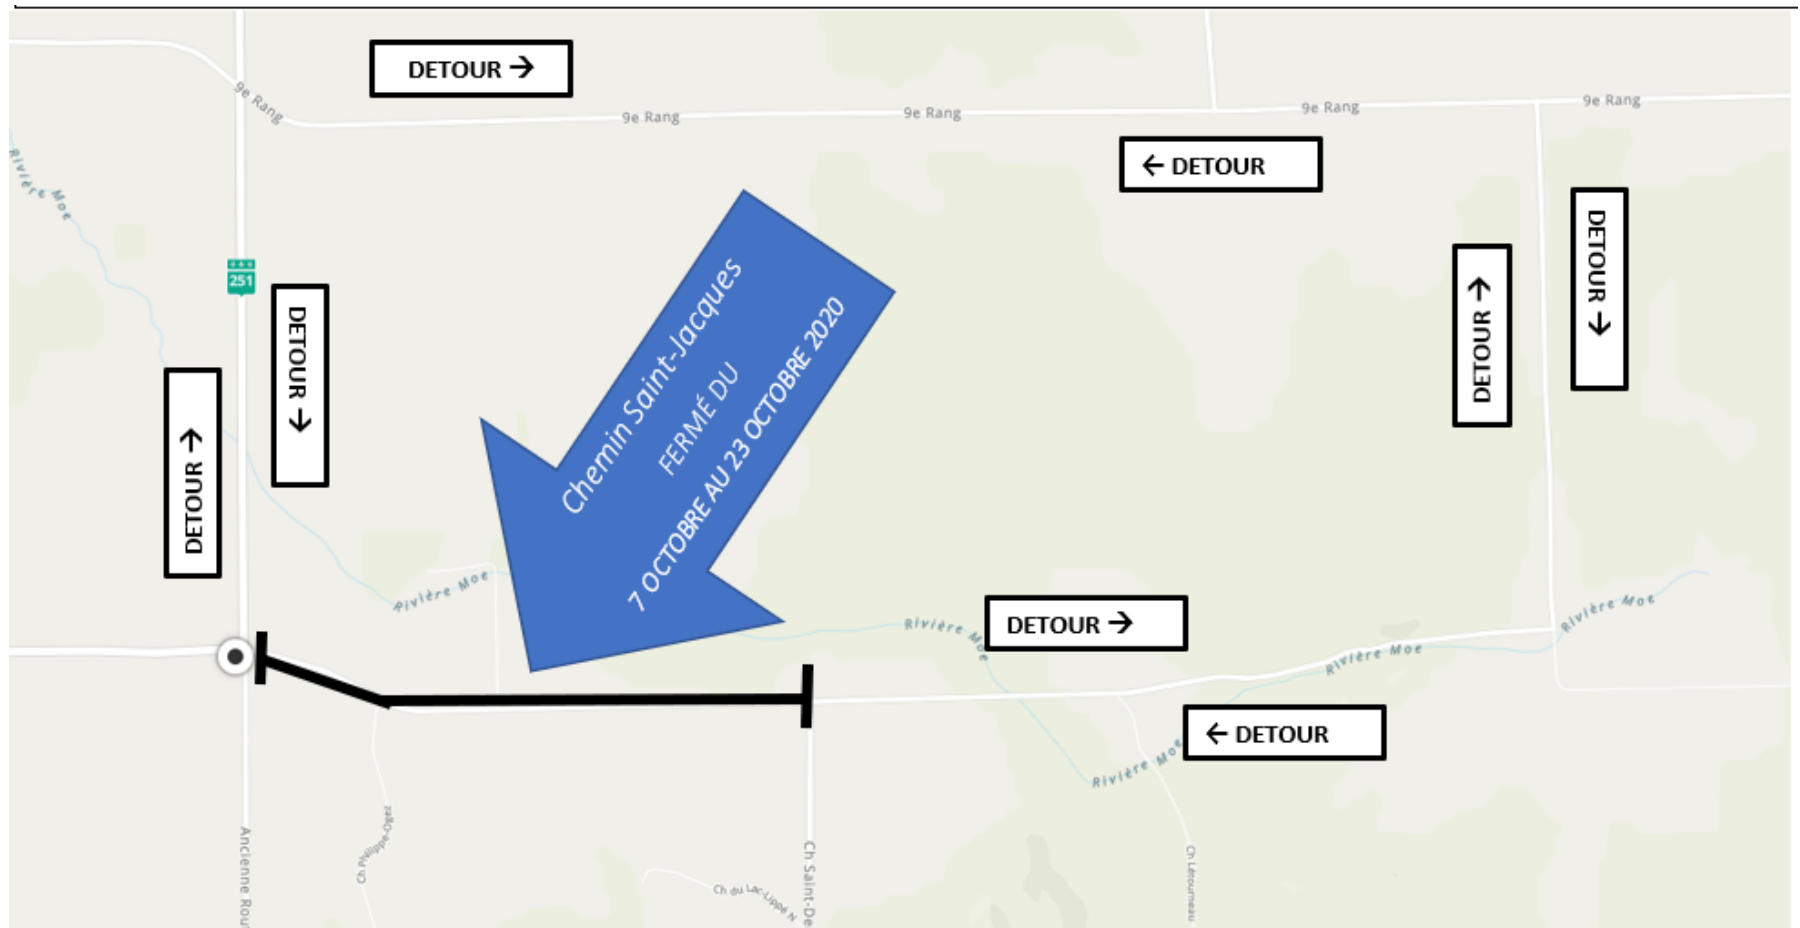 DETOUR →
9e Rang
9e Rang
9e Rang
9e Rang
9e Rang
← DETOUR
Rivière Moe
251
DETOUR →
DETOUR →
DETOUR →
DETOUR →
Chemin Saint-Jacques
FERMÉ DU
7 OCTOBRE AU 23 OCTOBRE 2020
Rivière Moe
Rivière Moe
DETOUR →
Rivière Moe
Rivière Moe
← DETOUR
Rivière Moe
Ancienne Rou
Ch Philippe-Ogez
Ch du Lac-Lippé N
Ch Saint-De
Ch Létourneau